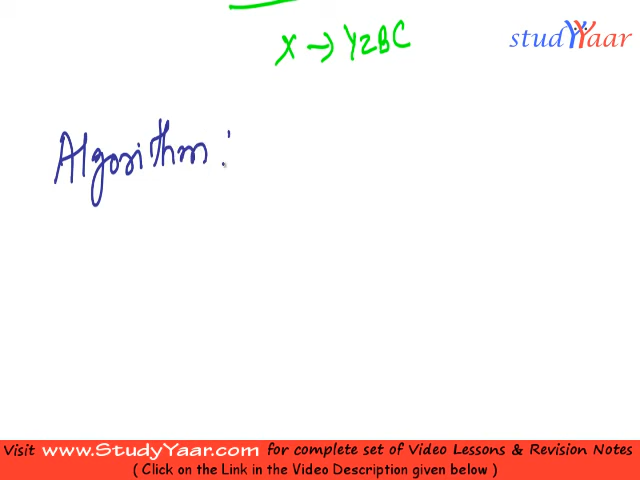 X → YZBC
studYYaar
Algorithm :
Visit www.StudyYaar.com for complete set of Video Lessons & Revision Notes
( Click on the Link in the Video Description given below )